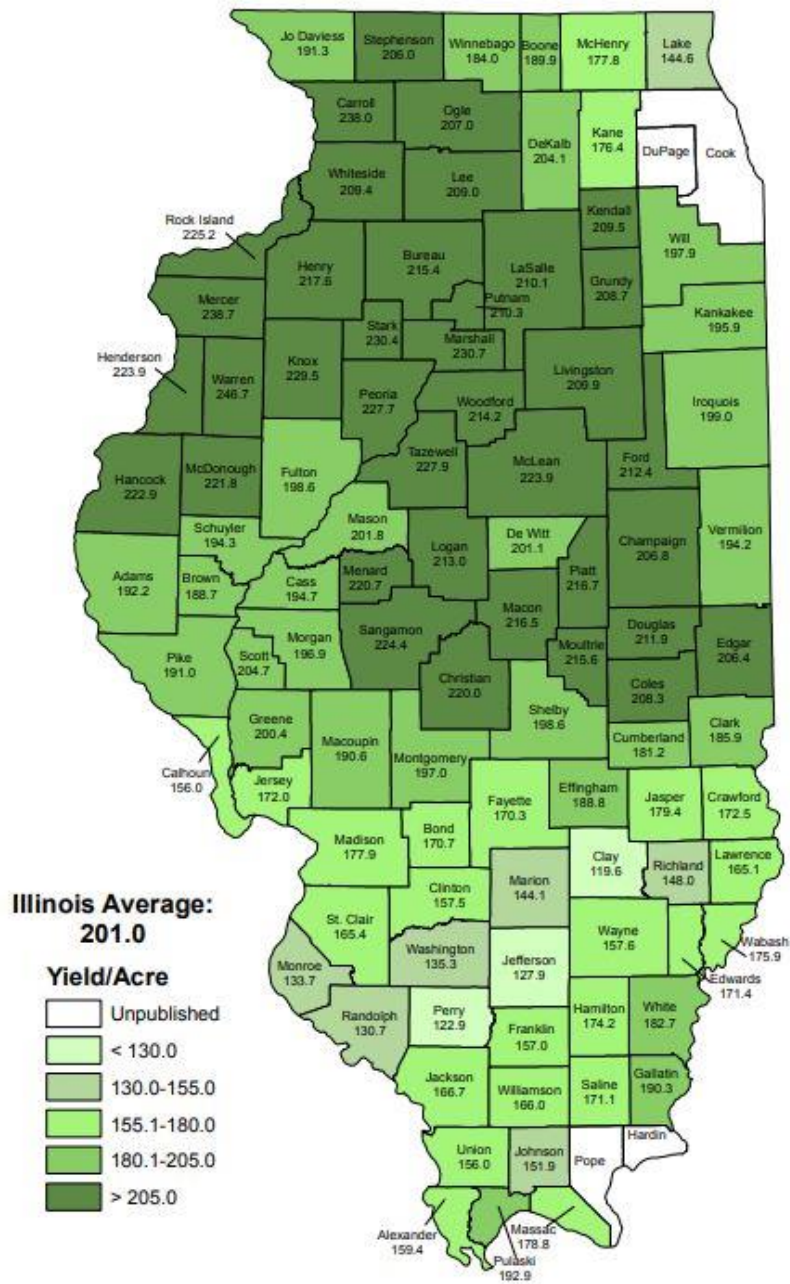 Jo Daviess
191.3
Stephenson
206.0
Winnebago
184.0
Boone
189.9
McHenry
177.8
Lake
144.6
Carroll
238.0
Ogle
207.0
DeKalb
204.1
Kane
176.4
DuPage
Cook
Whiteside
209.4
Lee
209.0
Kendall
209.5
Will
197.9
Rock Island
225.2
Henry
217.6
Bureau
215.4
LaSalle
210.1
Grundy
208.7
Putnam
210.3
Kankakee
195.9
Mercer
238.7
Stark
230.4
Marshall
230.7
Henderson
223.9
Warren
246.7
Knox
229.5
Peoria
227.7
Woodford
214.2
Livingston
209.9
Iroquois
199.0
Hancock
222.9
McDonough
221.8
Fulton
198.6
Tazewell
227.9
McLean
223.9
Ford
212.4
Schuyler
194.3
Mason
201.8
Logan
213.0
De Witt
201.1
Champaign
206.8
Vermilion
194.2
Adams
192.2
Brown
188.7
Cass
194.7
Menard
220.7
Piatt
216.7
Macon
216.5
Douglas
211.9
Edgar
206.4
Pike
191.0
Scott
204.7
Morgan
196.9
Sangamon
224.4
Christian
220.0
Moultrie
215.6
Coles
208.3
Greene
200.4
Macoupin
190.6
Montgomery
197.0
Shelby
198.6
Cumberland
181.2
Clark
185.9
Calhoun
156.0
Jersey
172.0
Fayette
170.3
Effingham
188.8
Jasper
179.4
Crawford
172.5
Madison
177.9
Bond
170.7
Clay
119.6
Richland
148.0
Lawrence
165.1
Clinton
157.5
Marion
144.1
St. Clair
165.4
Washington
135.3
Wayne
157.6
Wabash
175.9
Edwards
171.4
Monroe
133.7
Jefferson
127.9
Randolph
130.7
Perry
122.9
Franklin
157.0
Hamilton
174.2
White
182.7
Jackson
166.7
Williamson
166.0
Saline
171.1
Gallatin
190.3
Union
156.0
Johnson
151.9
Pope
Hardin
Alexander
159.4
Pulaski
192.9
Massac
178.8
Illinois Average:
201.0
Yield/Acre
Unpublished
< 130.0
130.0-155.0
155.1-180.0
180.1-205.0
> 205.0